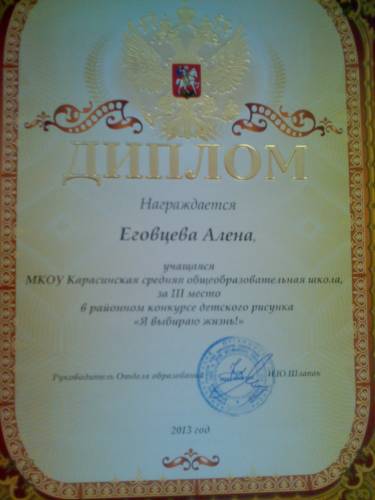 ДИПЛОМ
Награждается
Еговцева Алена,
учащаяся
МКОУ Карасинская средняя общеобразовательная школа,
за III место
в районном конкурсе детского рисунка
«Я выбираю жизнь!»
Руководитель Отдела образования И.Ю.Шлапак
2013 год